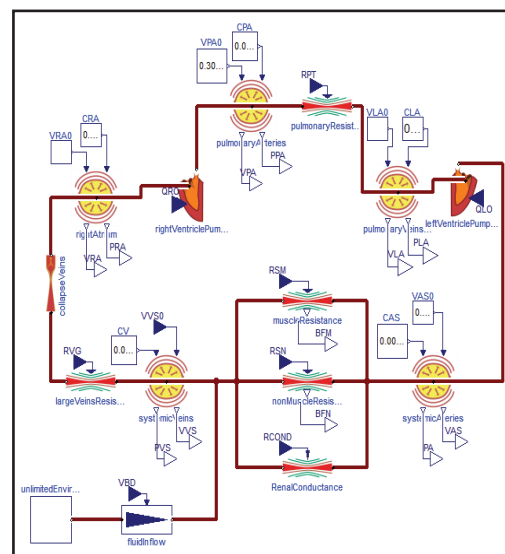 CPA
VPA0
0.0...
0.30...
RPT
pulmonaryResist...
pulmonaryArteries
PPA
VPA
CRA
VRA0
0....
QRO
rightVentriclePump...
rightAtrium
PRA
VRA
VLA0
CLA
0...
QLO
leftVentriclePump...
pulmonaryVeins...
PLA
VLA
collapseVeins
RSM
muscleResistance
BFM
VVS0
CV
0.0...
RVG
largeVeinsResis...
systemicVeins
VVS
PVS
RSN
nonMuscleResis...
BFN
VAS0
CAS
0....
0.00...
systemicArteries
VAS
PA
RCOND
RenalConductance
VBD
unlimitedEnvir...
fluidInflow